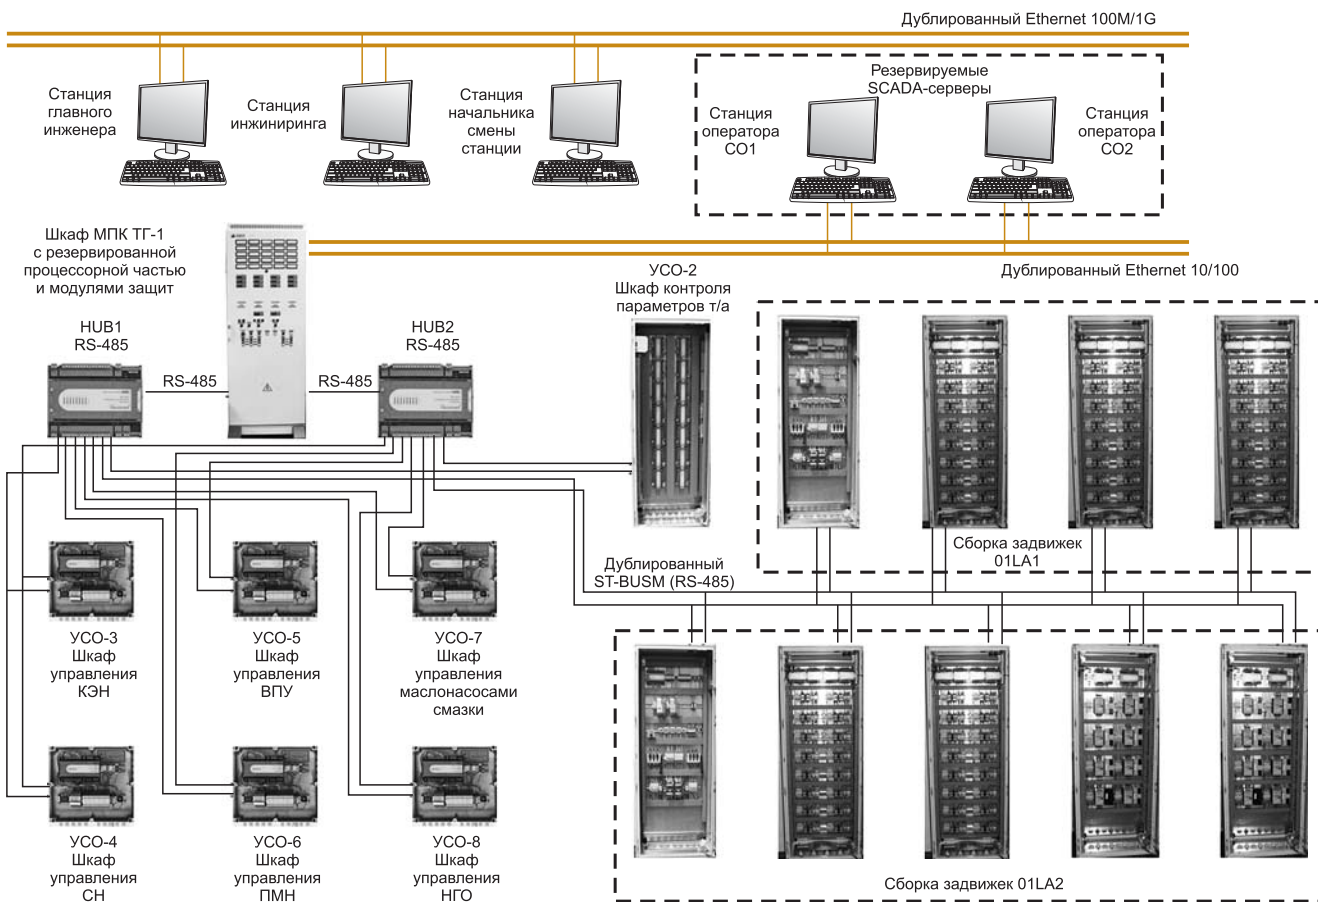 Дублированный Ethernet 100M/1G
Станция
главного
инженера
Станция
инжиниринга
Станция
начальника
смены
станции
Резервируемые
SCADA-серверы
Станция
оператора
СО1
Станция
оператора
СО2
Шкаф МПК ТГ-1
с резервированной
процессорной частью
и модулями защит
Дублированный Ethernet 10/100
УСО-2
Шкаф контроля
параметров т/а
HUB1
RS-485
HUB2
RS-485
RS-485
RS-485
Сборка задвижек
01LA1
Дублированный
ST-BUSM (RS-485)
УСО-3
Шкаф
управления
КЭН
УСО-5
Шкаф
управления
ВПУ
УСО-7
Шкаф
управления
маслонасосами
смазки
УСО-4
Шкаф
управления
СН
УСО-6
Шкаф
управления
ПМН
УСО-8
Шкаф
управления
НГО
Сборка задвижек 01LA2